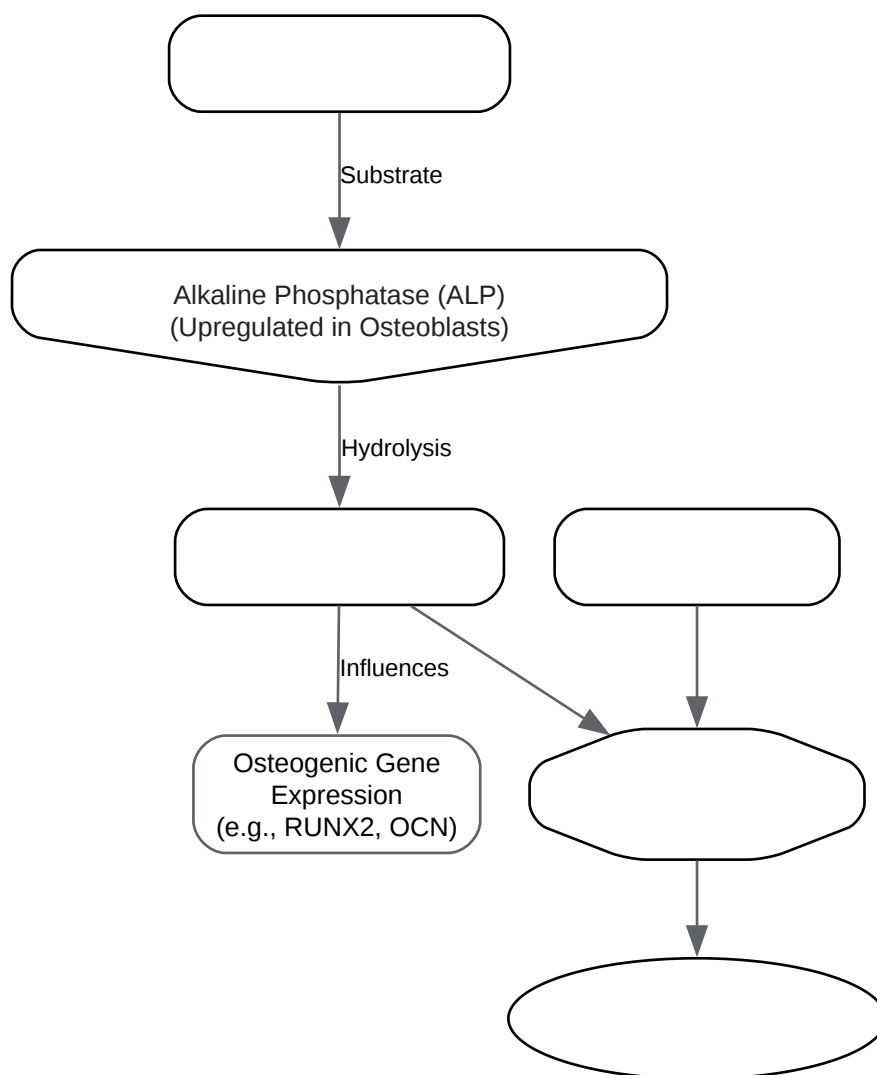 Substrate
Alkaline Phosphatase (ALP)
(Upregulated in Osteoblasts)
Hydrolysis
Influences
Osteogenic Gene
Expression
(e.g., RUNX2, OCN)